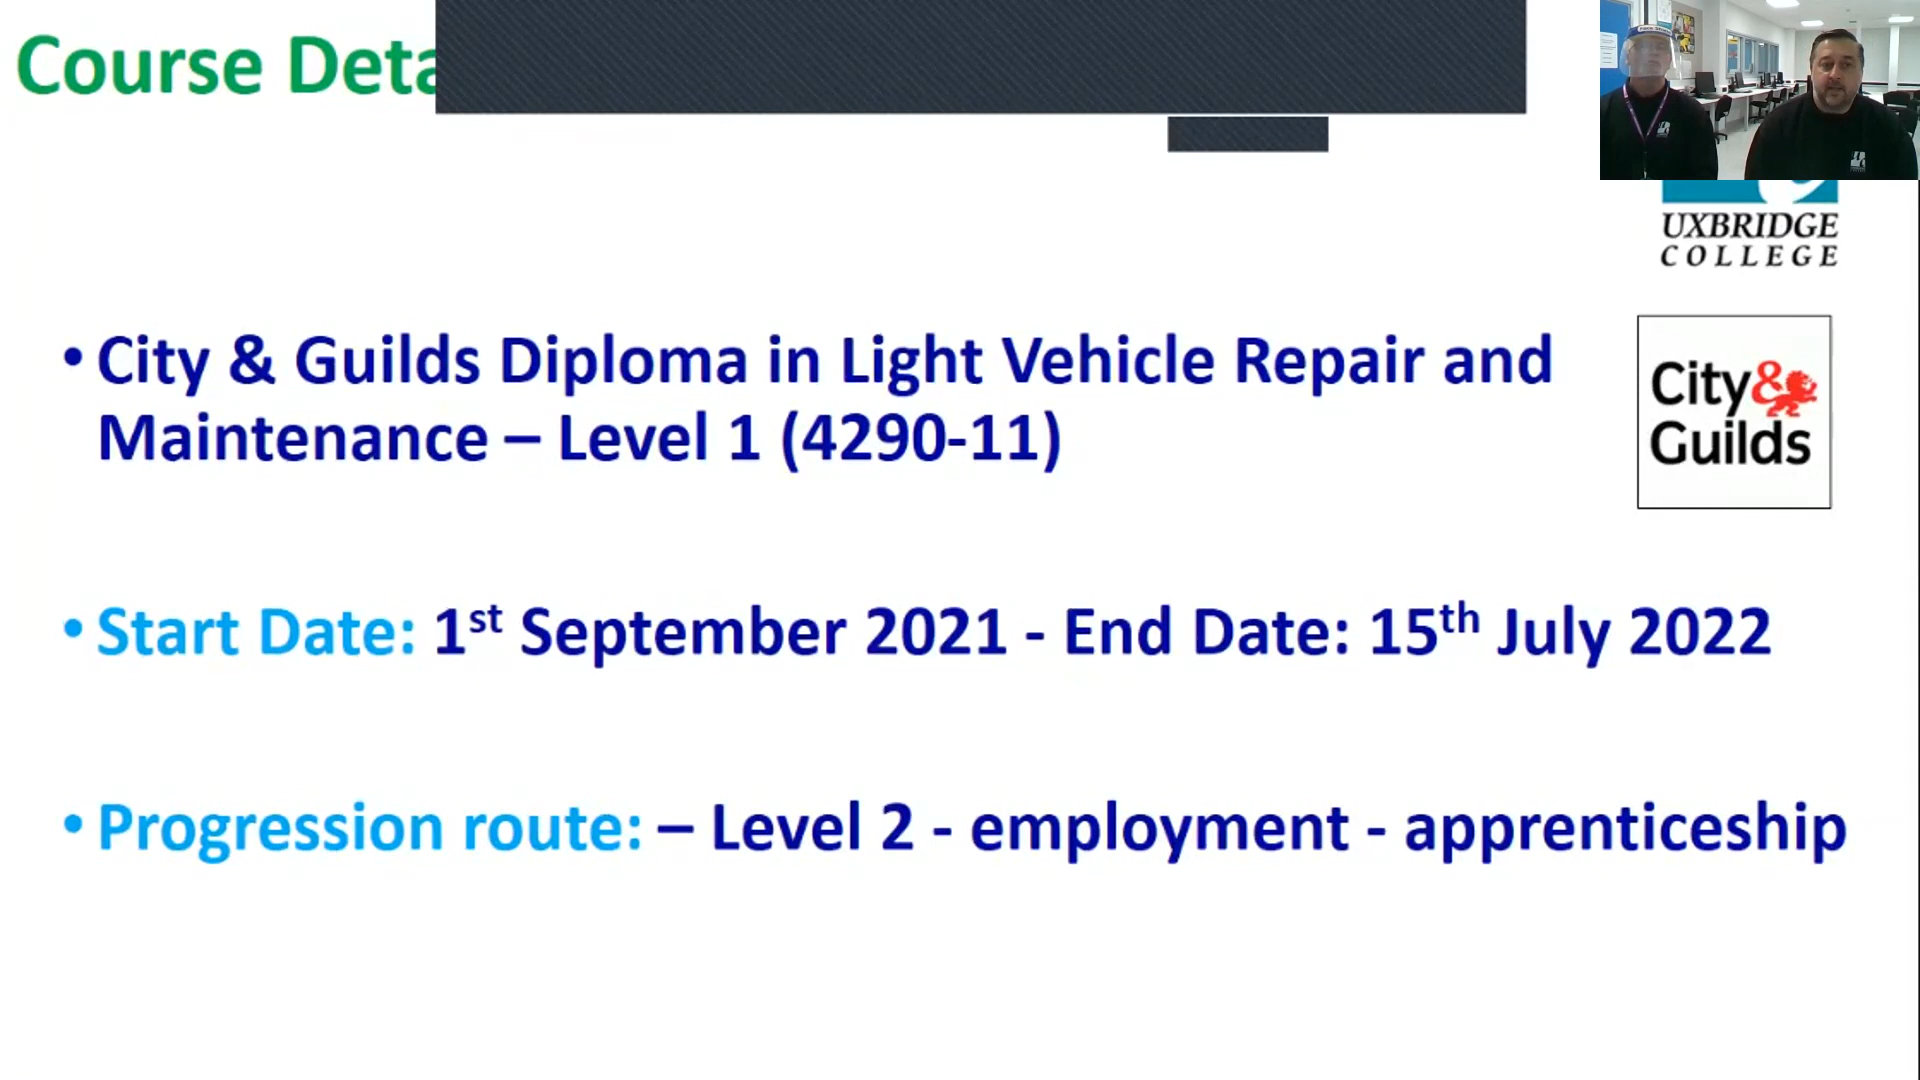 Course Deta
UXBRIDGE
COLLEGE
• City & Guilds Diploma in Light Vehicle Repair and
Maintenance – Level 1 (4290-11)
City&
Guilds
• Start Date: 1st September 2021 - End Date: 15th July 2022
• Progression route: – Level 2 - employment - apprenticeship